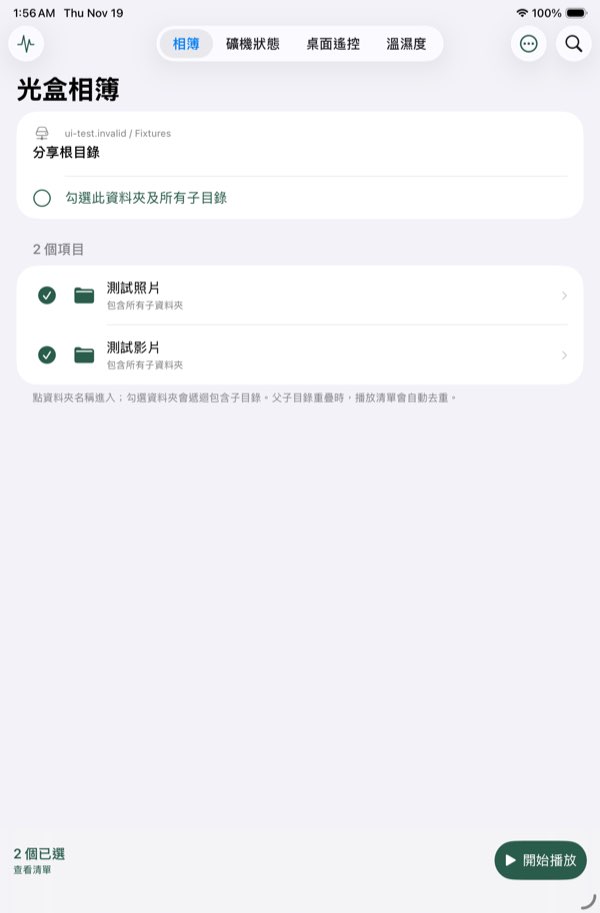 1:56 AM Thu Nov 19
100%
相簿 礦機狀態 桌面遙控 溫濕度
光盒相簿
ui-test.invalid / Fixtures
分享根目錄
勾選此資料夾及所有子目錄
2 個項目
測試照片
包含所有子資料夾
測試影片
包含所有子資料夾
點資料夾名稱進入；勾選資料夾會遞迴包含子目錄。父子目錄重疊時，播放清單會自動去重。
2 個已選
查看清單
開始播放